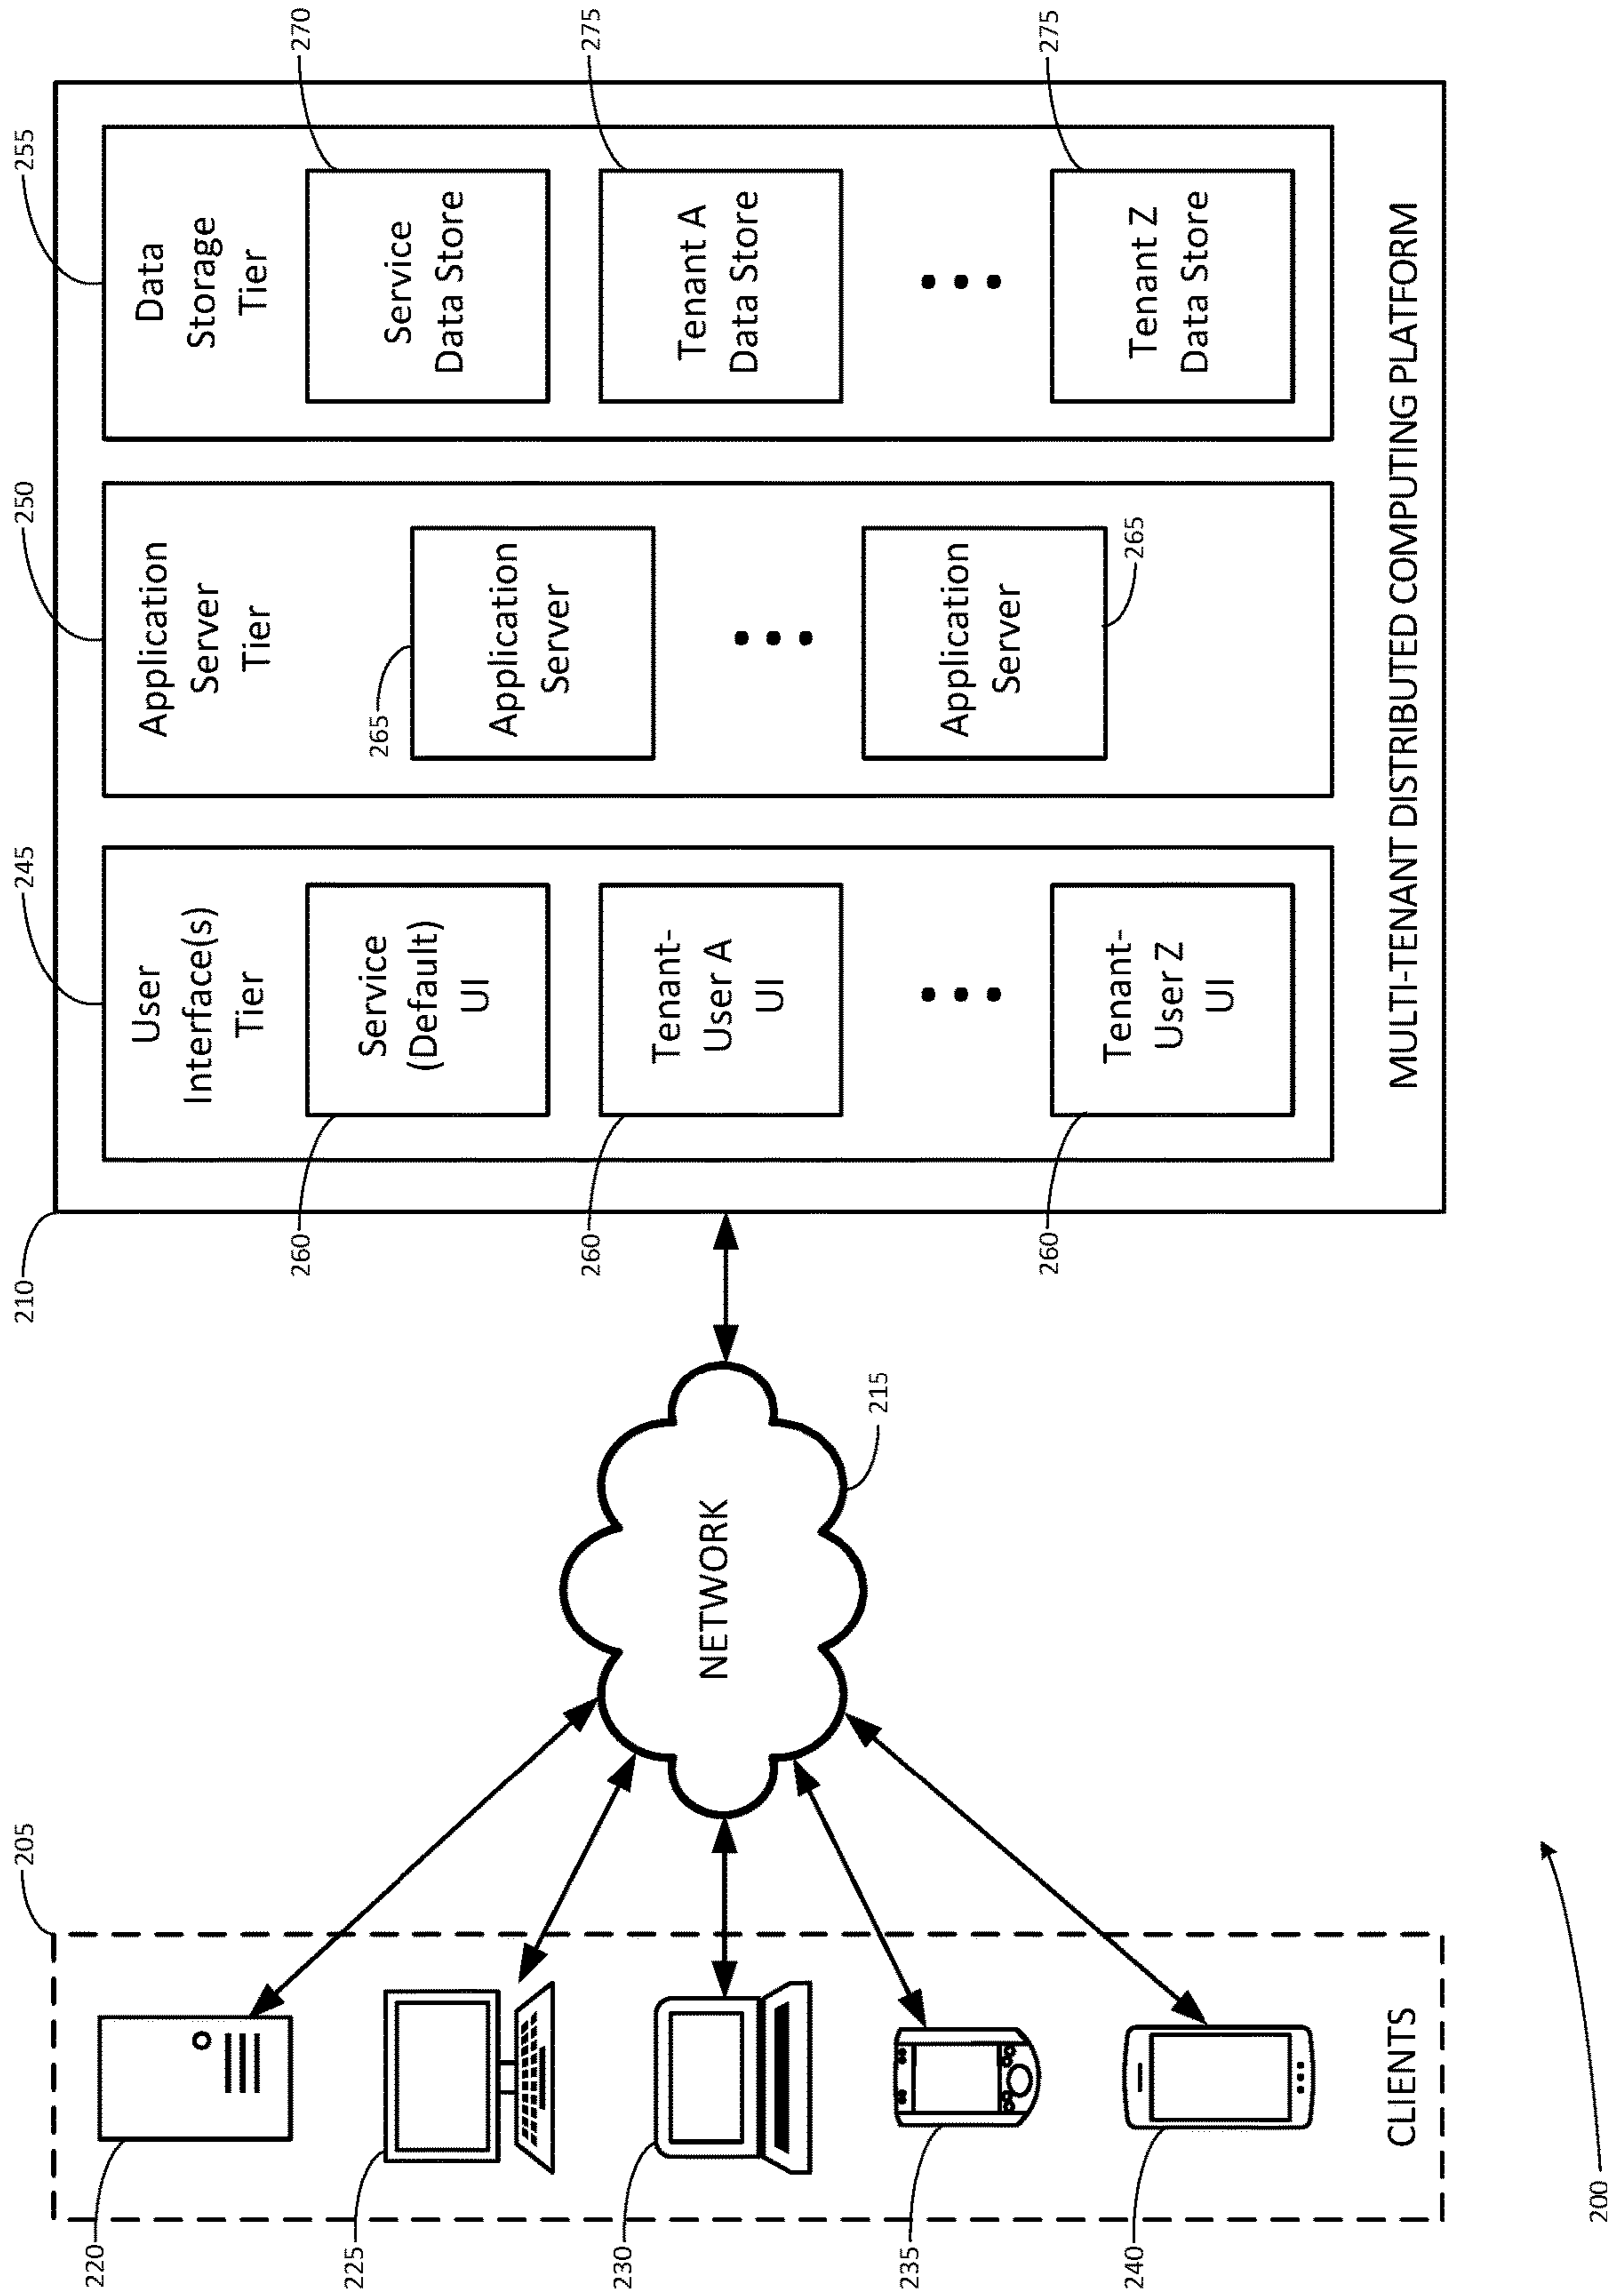 210
245
250
255
User
Interface(s)
Tier
Application
Server
Tier
Data
Storage
Tier
260
Service
(Default)
UI
265
Application
Server
270
Service
Data Store
260
Tenant-
User A
UI
275
Tenant A
Data Store
260
Tenant-
User Z
UI
Application
Server
265
275
Tenant Z
Data Store
MULTI-TENANT DISTRIBUTED COMPUTING PLATFORM
NETWORK
215
205
220
225
230
235
240
CLIENTS
200